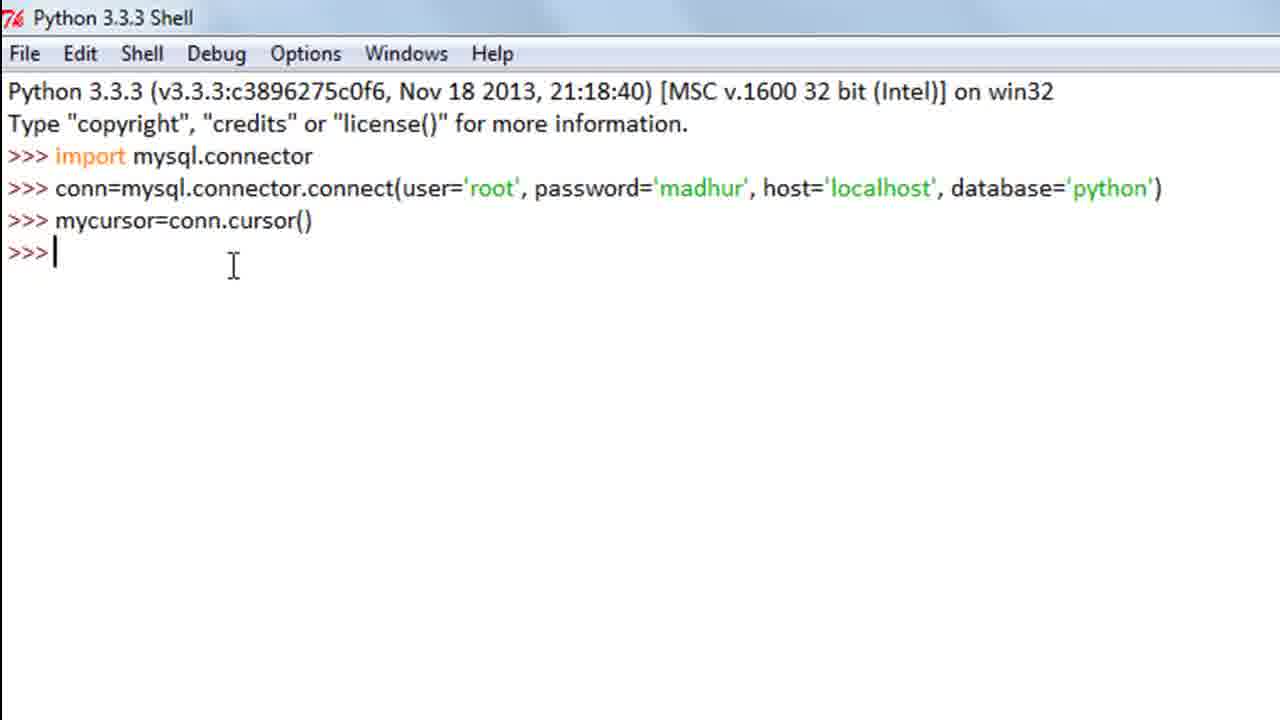 Python 3.3.3 Shell
File Edit Shell Debug Options Windows Help
Python 3.3.3 (v3.3.3:c3896275c0f6, Nov 18 2013, 21:18:40) [MSC v.1600 32 bit (Intel)] on win32
Type "copyright", "credits" or "license()" for more information.
>>> import mysql.connector
>>> conn=mysql.connector.connect(user='root', password='madhur', host='localhost', database='python')
>>> mycursor=conn.cursor()
>>>